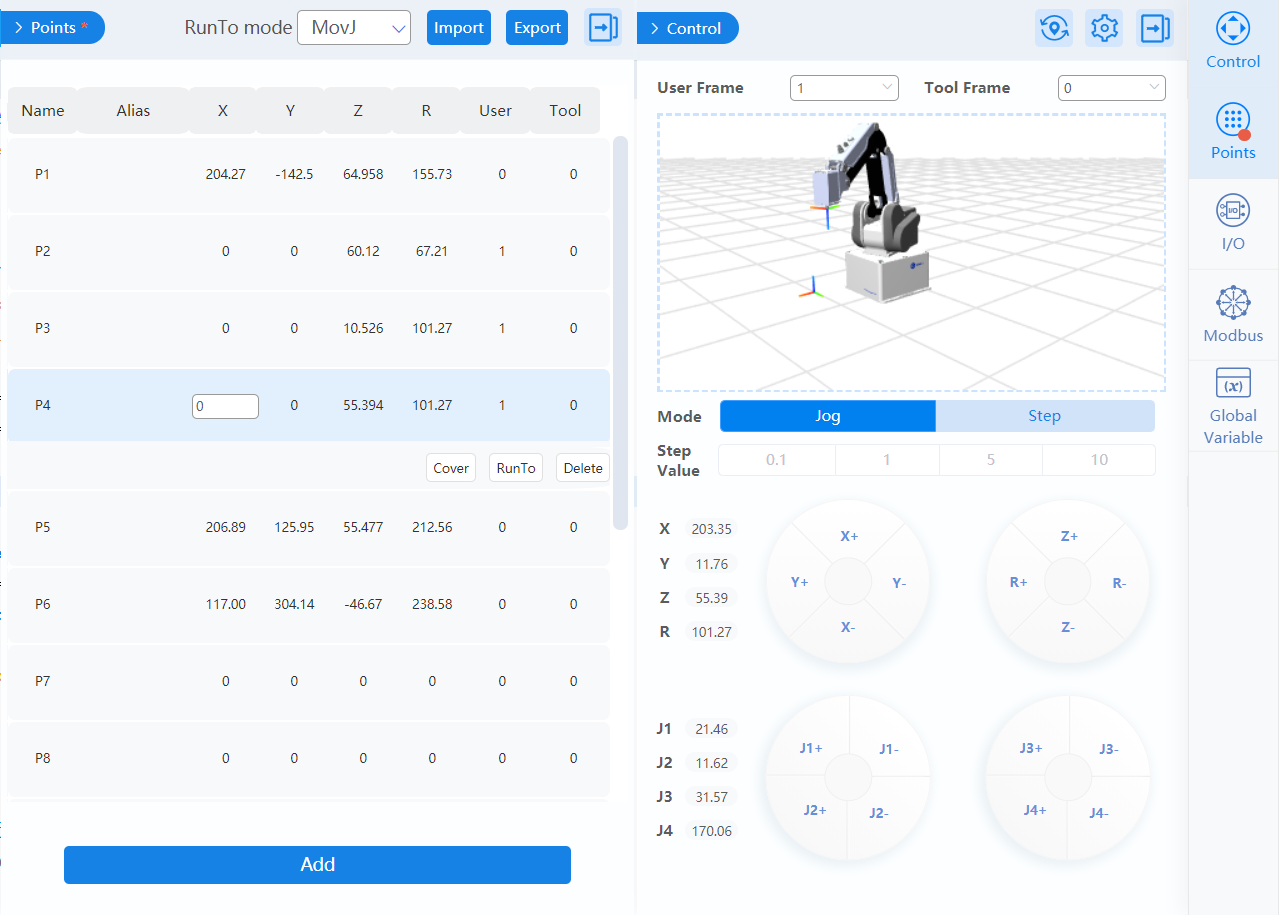 Points *
RunTo mode MovJ Import Export
Name Alias X Y Z R User Tool
P1 204.27 -142.5 64.958 155.73 0 0
P2 0 0 60.12 67.21 1 0
P3 0 0 10.526 101.27 1 0
P4 0 0 55.394 101.27 1 0
Cover RunTo Delete
P5 206.89 125.95 55.477 212.56 0 0
P6 117.00 304.14 -46.67 238.58 0 0
P7 0 0 0 0 0 0
P8 0 0 0 0 0 0
Add
Control
User Frame 1 Tool Frame 0
Mode Jog Step
Step
Value
0.1 1 5 10
X 203.35
Y 11.76
Z 55.39
R 101.27
X+
Y+ Y-
X-
Z+
R+ R-
Z-
J1 21.46
J2 11.62
J3 31.57
J4 170.06
J1+ J1-
J2+ J2-
J3+ J3-
J4+ J4-
Control
Points
I/O
I/O
Modbus
(x)
Global
Variable